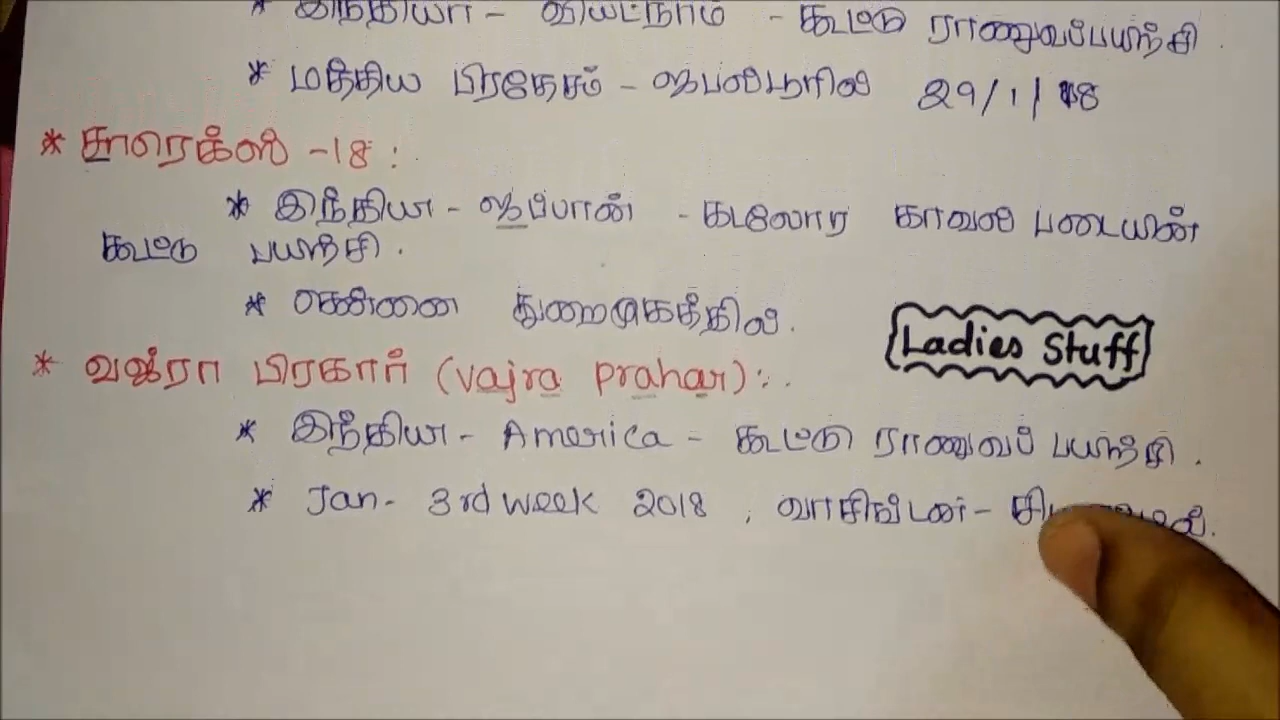 * இந்தியா - வியட்நாம் - கூட்டு ராணுவப்பயிற்சி .
* மத்திய பிரதேசம் - ஜபல்பூரில் 29/1/18
* சாரெக்ஸ் -18 :
* இந்திய - ஜப்பான் - கடலோர காவல் படையின்
கூட்டு பயிற்சி .
* சென்னை துறைமுகத்தில் .
Ladies Stuff
* வஜ்ரா பிரகார் (Vajra prahar) :.
* இந்திய - America - கூட்டு ராணுவப் பயிற்சி .
* Jan - 3rd week 2018 , வாசிங்டன் -